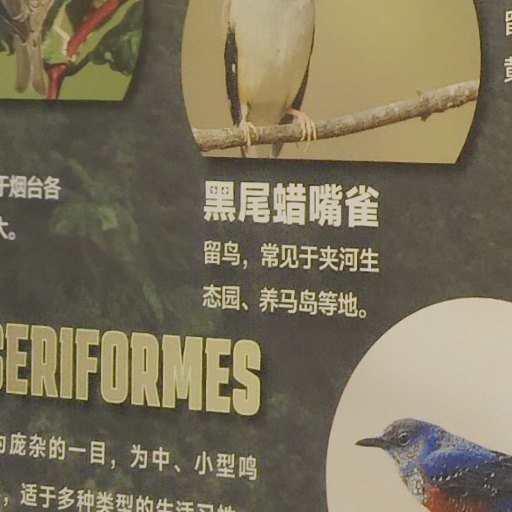 留
黄
于烟台各
大。
黑尾蜡嘴雀
留鸟，常见于夹河生
态园、养马岛等地。
SERIFORMES
庞杂的一目，为中、小型鸣
，适于多种类型的生活习性